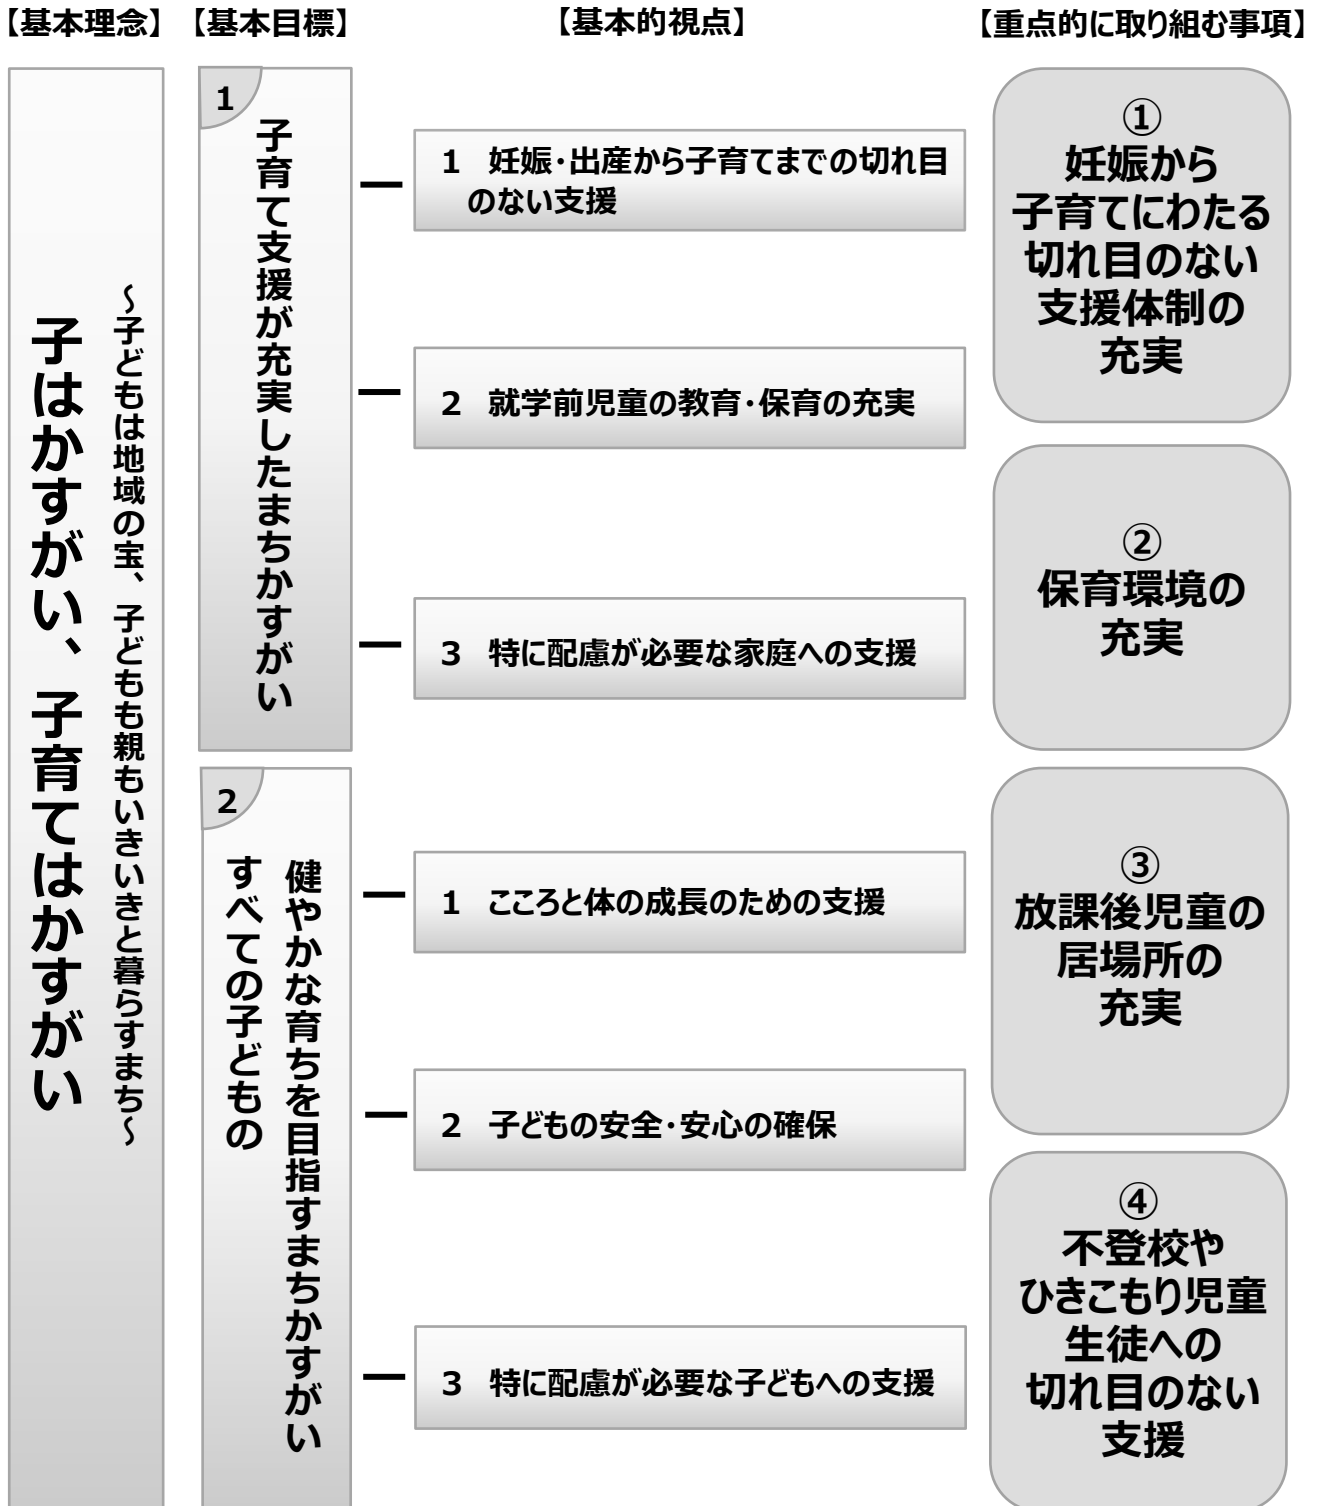 【基本理念】
【基本目標】
【基本的視点】
【重点的に取り組む事項】
子はかすがい、子育てはかすがい
～子どもは地域の宝、子どもも親もいきいきと暮らすまち～
1
子育て支援が充実したまちかすがい
1 妊娠・出産から子育てまでの切れ目
のない支援
2 就学前児童の教育・保育の充実
3 特に配慮が必要な家庭への支援
2
すべての子どもの
健やかな育ちを目指すまちかすがい
1 こころと体の成長のための支援
2 子どもの安全・安心の確保
3 特に配慮が必要な子どもへの支援
①
妊娠から
子育てにわたる
切れ目のない
支援体制の
充実
②
保育環境の
充実
③
放課後児童の
居場所の
充実
④
不登校や
ひきこもり児童
生徒への
切れ目のない
支援